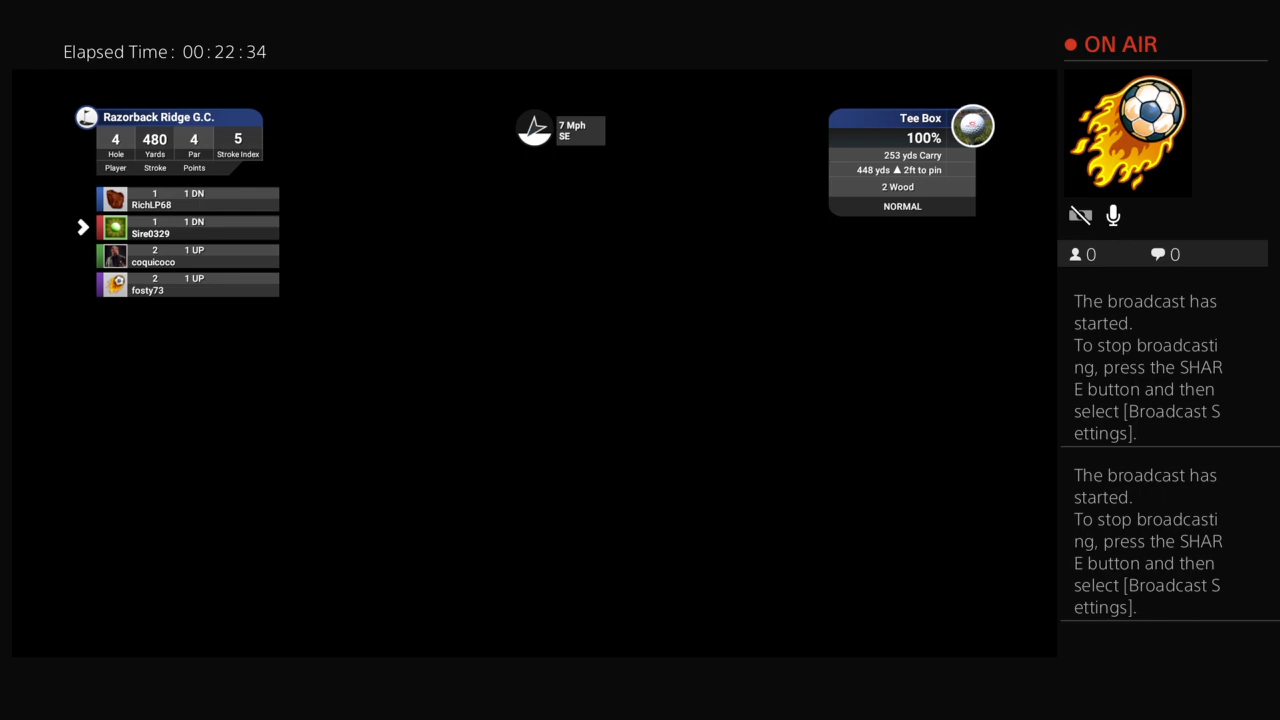 Elapsed Time: 00:22:34
ON AIR
Razorback Ridge G.C.
4 480 4 5
Hole Yards Par Stroke Index
Player Stroke Points
1 1 DN
RichLP68
1 1 DN
Sire0329
2 1 UP
coquicoco
2 1 UP
fosty73
7 Mph
SE
Tee Box
100%
253 yds Carry
448 yds ▲ 2ft to pin
2 Wood
NORMAL
0 0
The broadcast has
started.
To stop broadcasti
ng, press the SHAR
E button and then
select [Broadcast S
ettings].
The broadcast has
started.
To stop broadcasti
ng, press the SHAR
E button and then
select [Broadcast S
ettings].